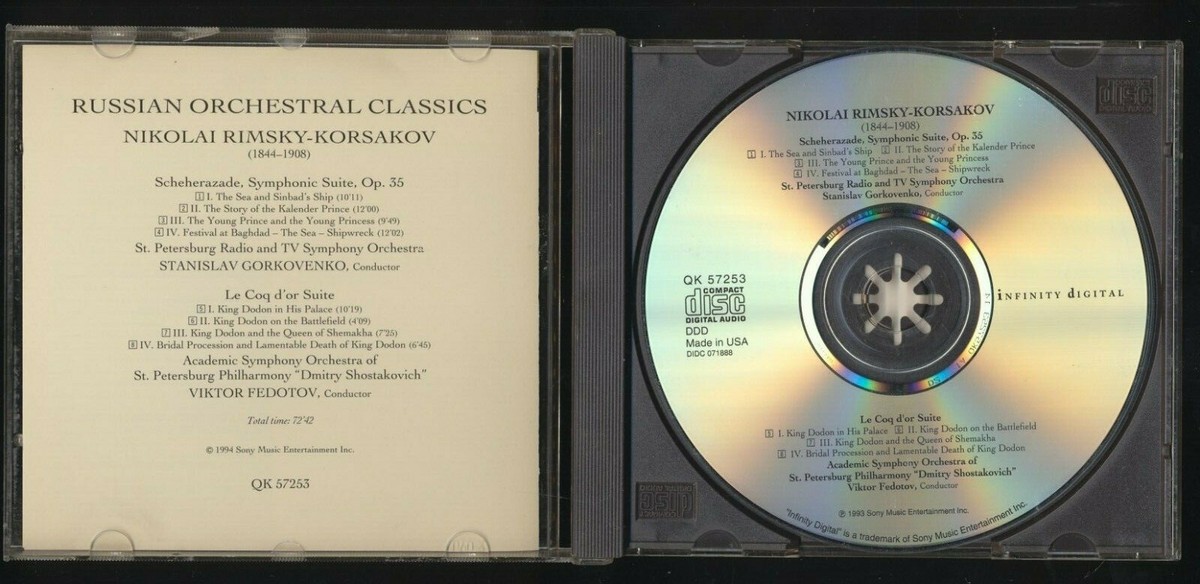 RUSSIAN ORCHESTRAL CLASSICS
NIKOLAI RIMSKY-KORSAKOV
(1844–1908)
Scheherazade, Symphonic Suite, Op. 35
1 I. The Sea and Sinbad's Ship (10'11)
2 II. The Story of the Kalender Prince (12'00)
3 III. The Young Prince and the Young Princess (9'49)
4 IV. Festival at Baghdad – The Sea – Shipwreck (12'02)
St. Petersburg Radio and TV Symphony Orchestra
STANISLAV GORKOVENKO, Conductor
Le Coq d'or Suite
5 I. King Dodon in His Palace (10'19)
6 II. King Dodon on the Battlefield (4'09)
7 III. King Dodon and the Queen of Shemakha (7'25)
8 IV. Bridal Procession and Lamentable Death of King Dodon (6'45)
Academic Symphony Orchestra of
St. Petersburg Philharmony "Dmitry Shostakovich"
VIKTOR FEDOTOV, Conductor
Total time: 72'42
© 1994 Sony Music Entertainment Inc.
QK 57253
NIKOLAI RIMSKY-KORSAKOV
(1844–1908)
Scheherazade, Symphonic Suite, Op. 35
1 I. The Sea and Sinbad's Ship 2 II. The Story of the Kalender Prince
3 III. The Young Prince and the Young Princess
4 IV. Festival at Baghdad – The Sea – Shipwreck
St. Petersburg Radio and TV Symphony Orchestra
Stanislav Gorkovenko, Conductor
QK 57253
COMPACT
disc
DIGITAL AUDIO
DDD
Made in USA
DIDC 071888
INFINITY dIGITAL
Le Coq d'or Suite
5 I. King Dodon in His Palace 6 II. King Dodon on the Battlefield
7 III. King Dodon and the Queen of Shemakha
8 IV. Bridal Procession and Lamentable Death of King Dodon
Academic Symphony Orchestra of
St. Petersburg Philharmony "Dmitry Shostakovich"
Viktor Fedotov, Conductor
℗ 1993 Sony Music Entertainment Inc.
"Infinity Digital" is a trademark of Sony Music Entertainment Inc.
COMPACT
disc